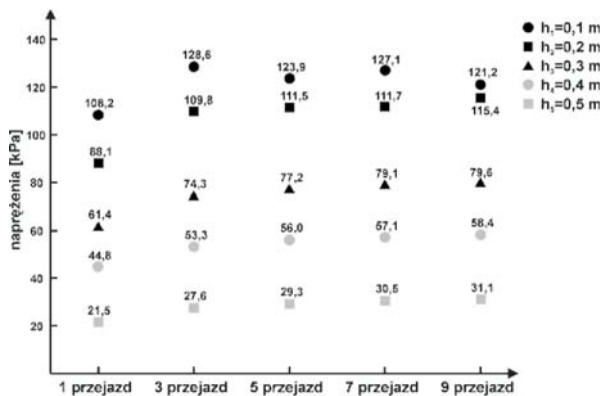 naprężenia [kPa]
140
120
100
80
60
40
20
108,2
88,1
61,4
44,8
21,5
128,6
109,8
74,3
53,3
27,6
123,9
111,5
77,2
56,0
29,3
127,1
111,7
79,1
57,1
30,5
121,2
115,4
79,6
58,4
31,1
1 przejazd
3 przejazd
5 przejazd
7 przejazd
9 przejazd
h₁=0,1 m
h₂=0,2 m
h₃=0,3 m
h₄=0,4 m
h₅=0,5 m